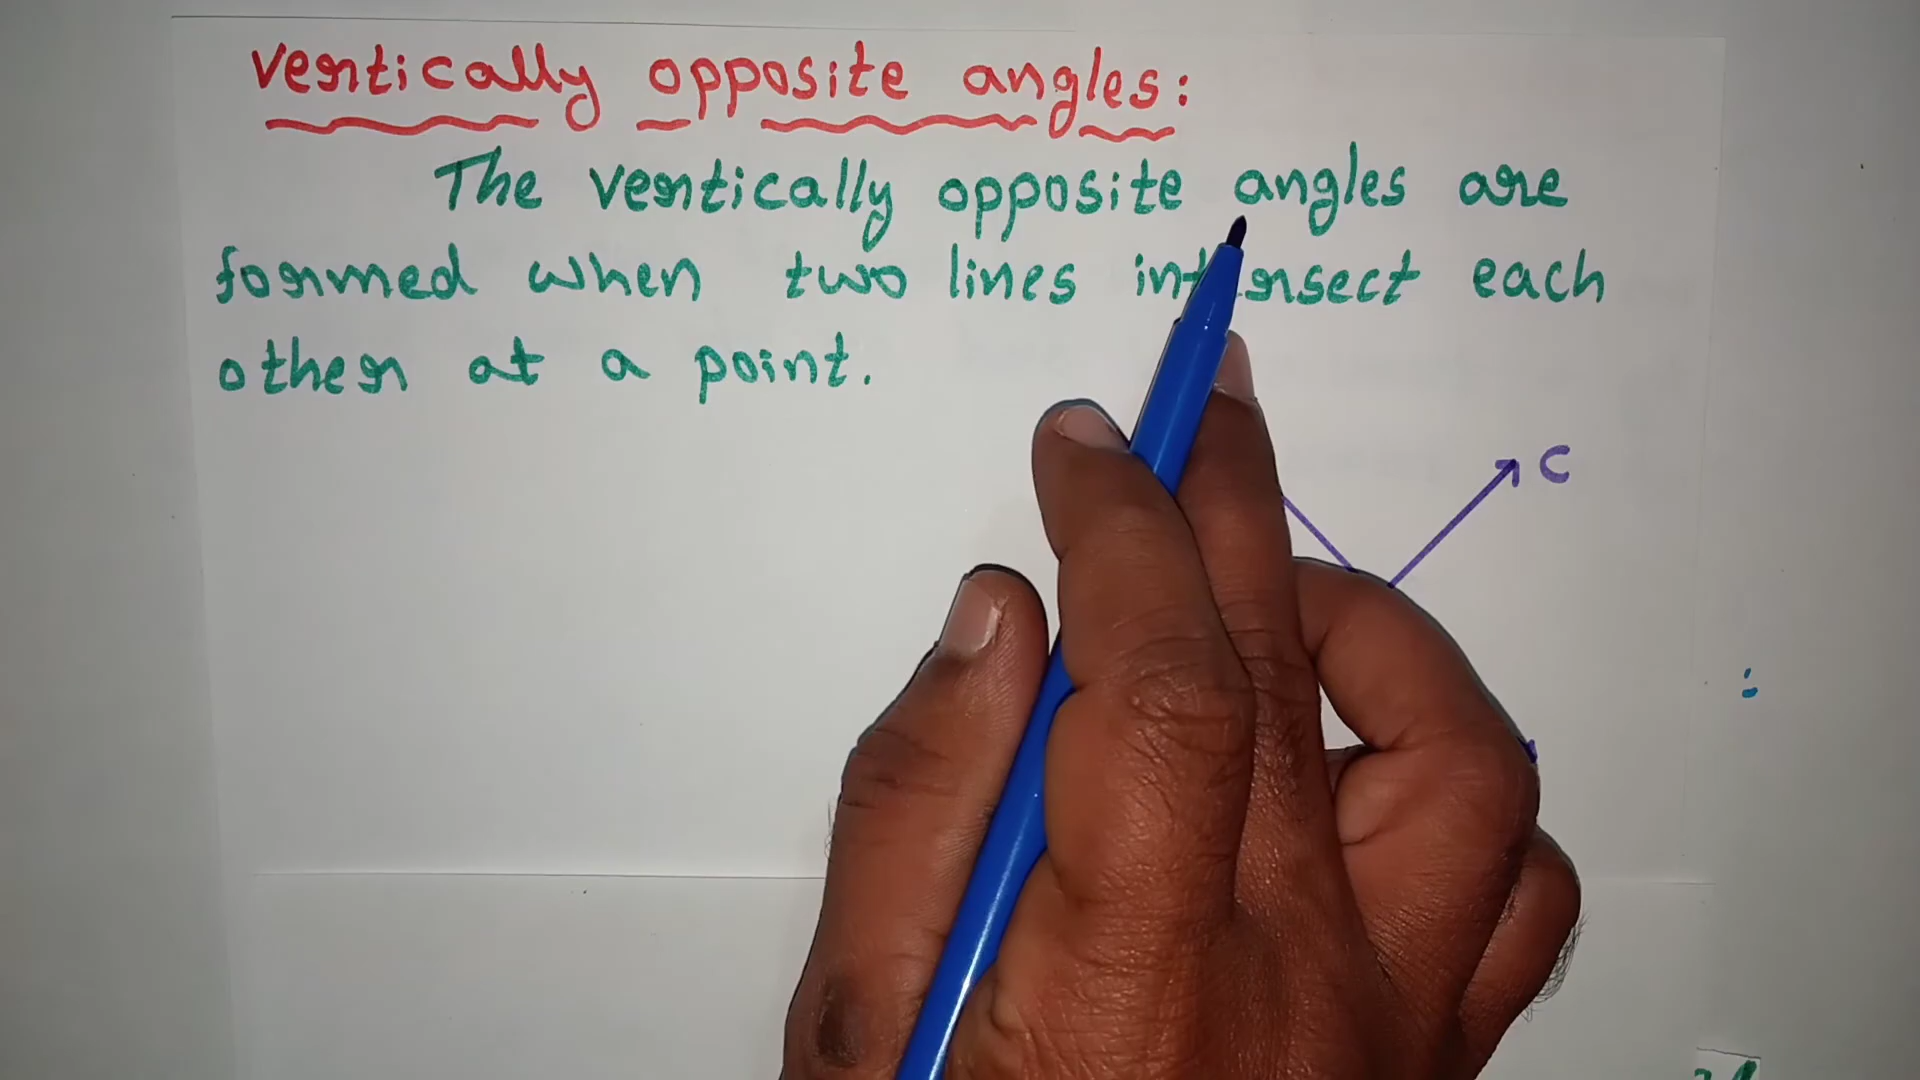 Vertically opposite angles:
The vertically opposite angles are
formed when two lines intersect each
other at a point.
C